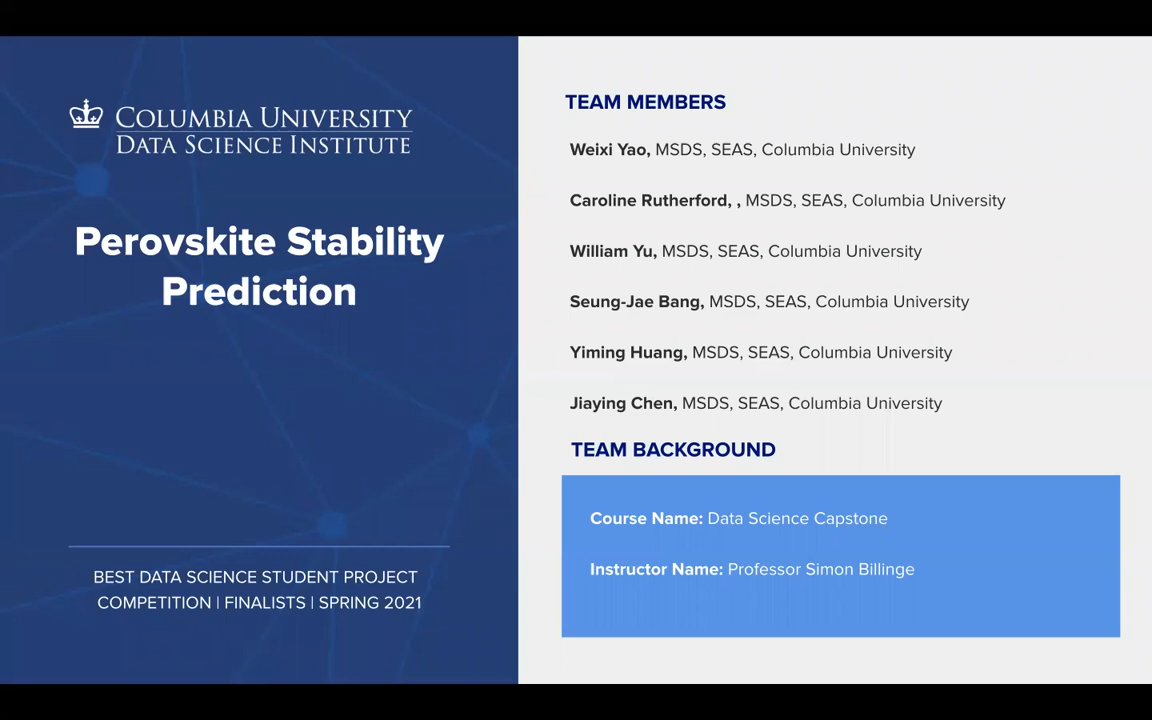 COLUMBIA UNIVERSITY
DATA SCIENCE INSTITUTE
Perovskite Stability
Prediction
BEST DATA SCIENCE STUDENT PROJECT
COMPETITION | FINALISTS | SPRING 2021
TEAM MEMBERS
Weixi Yao, MSDS, SEAS, Columbia University
Caroline Rutherford, , MSDS, SEAS, Columbia University
William Yu, MSDS, SEAS, Columbia University
Seung-Jae Bang, MSDS, SEAS, Columbia University
Yiming Huang, MSDS, SEAS, Columbia University
Jiaying Chen, MSDS, SEAS, Columbia University
TEAM BACKGROUND
Course Name: Data Science Capstone
Instructor Name: Professor Simon Billinge